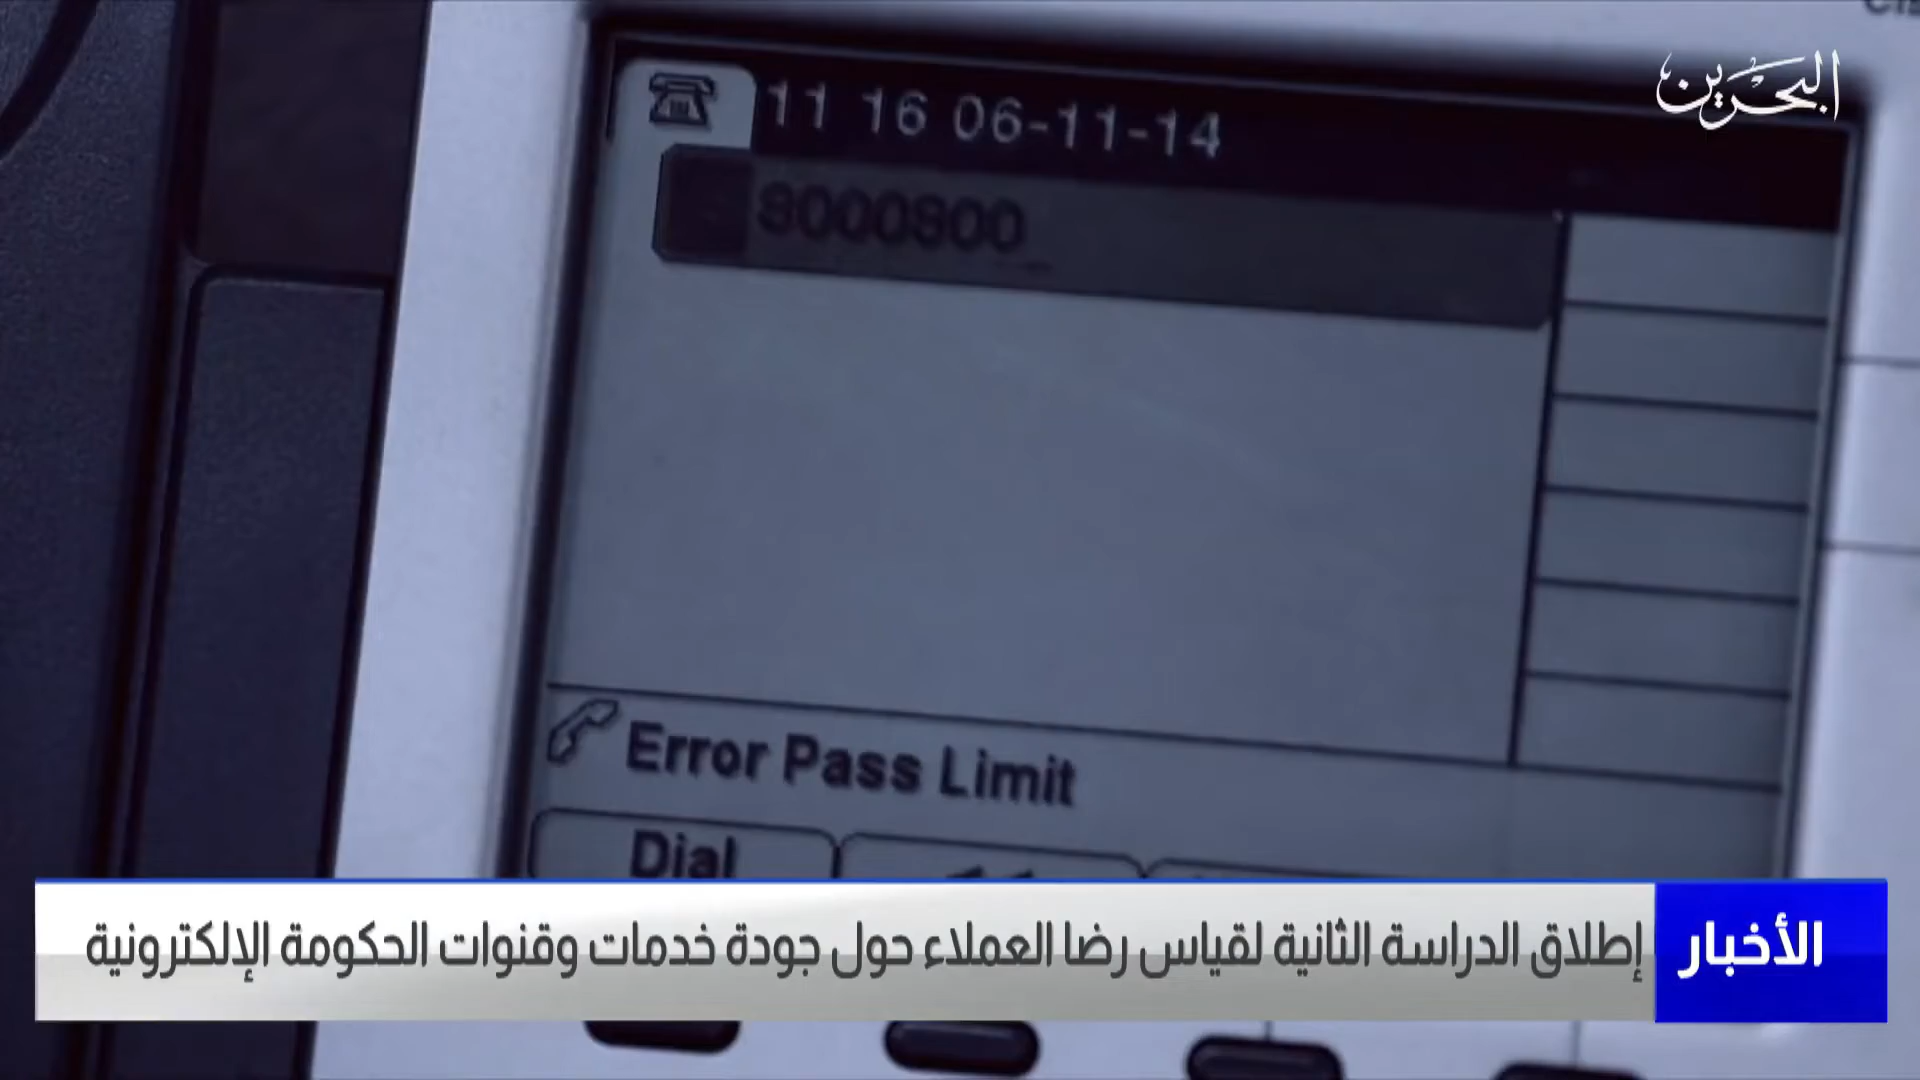 البحرين
11 16 06-11-14
8000800
Error Pass Limit
Dial
الأخبار
إطلاق الدراسة الثانية لقياس رضا العملاء حول جودة خدمات وقنوات الحكومة الإلكترونية